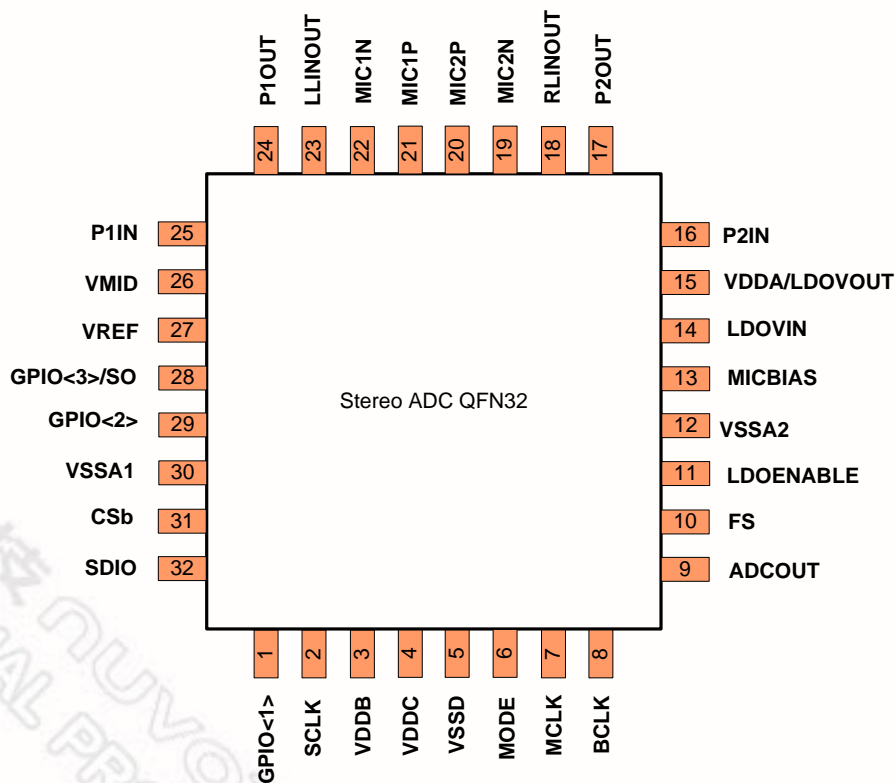 P1OUT
LLINOUT
MIC1N
MIC1P
MIC2P
MIC2N
RLINOUT
P2OUT
24
23
22
21
20
19
18
17
P1IN 25
VMID 26
VREF 27
GPIO<3>/SO 28
GPIO<2> 29
VSSA1 30
CSb 31
SDIO 32
Stereo ADC QFN32
16 P2IN
15 VDDA/LDOVOUT
14 LDOVIN
13 MICBIAS
12 VSSA2
11 LDOENABLE
10 FS
9 ADCOUT
1
2
3
4
5
6
7
8
GPIO<1>
SCLK
VDDB
VDDC
VSSD
MODE
MCLK
BCLK